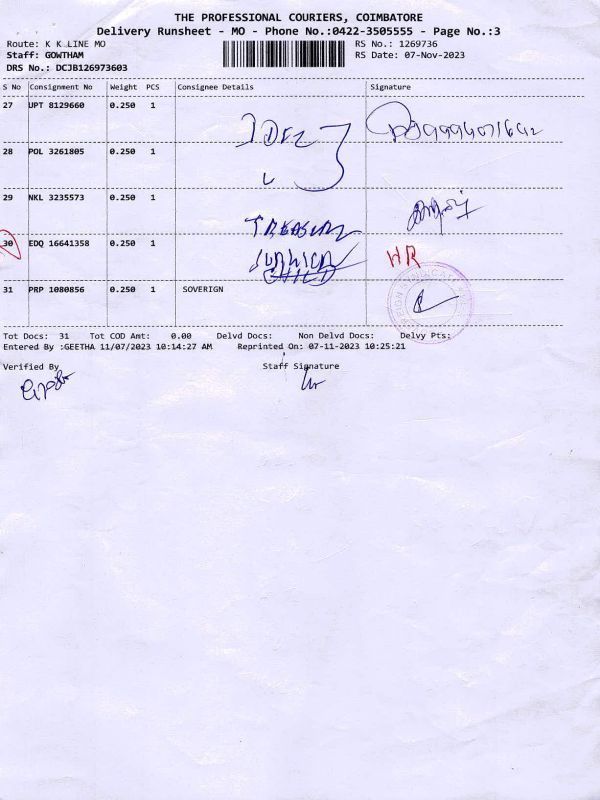 THE PROFESSIONAL COURIERS, COIMBATORE
Delivery Runsheet - MO - Phone No.:0422-3505555 - Page No.:3
Route: K K LINE MO
RS No.: 1269736
Staff: GOWTHAM
RS Date: 07-Nov-2023
DRS No.: DCJB126973603
S No Consignment No Weight PCS Consignee Details Signature
27 UPT 8129660 0.250 1
28 POL 3261805 0.250 1
29 NKL 3235573 0.250 1
30 EDQ 16641358 0.250 1
HR
31 PRP 1080856 0.250 1 SOVERIGN
Tot Docs: 31 Tot COD Amt: 0.00 Delvd Docs: Non Delvd Docs: Delvy Pts:
Entered By :GEETHA 11/07/2023 10:14:27 AM Reprinted On: 07-11-2023 10:25:21
Verified By
Staff Signature